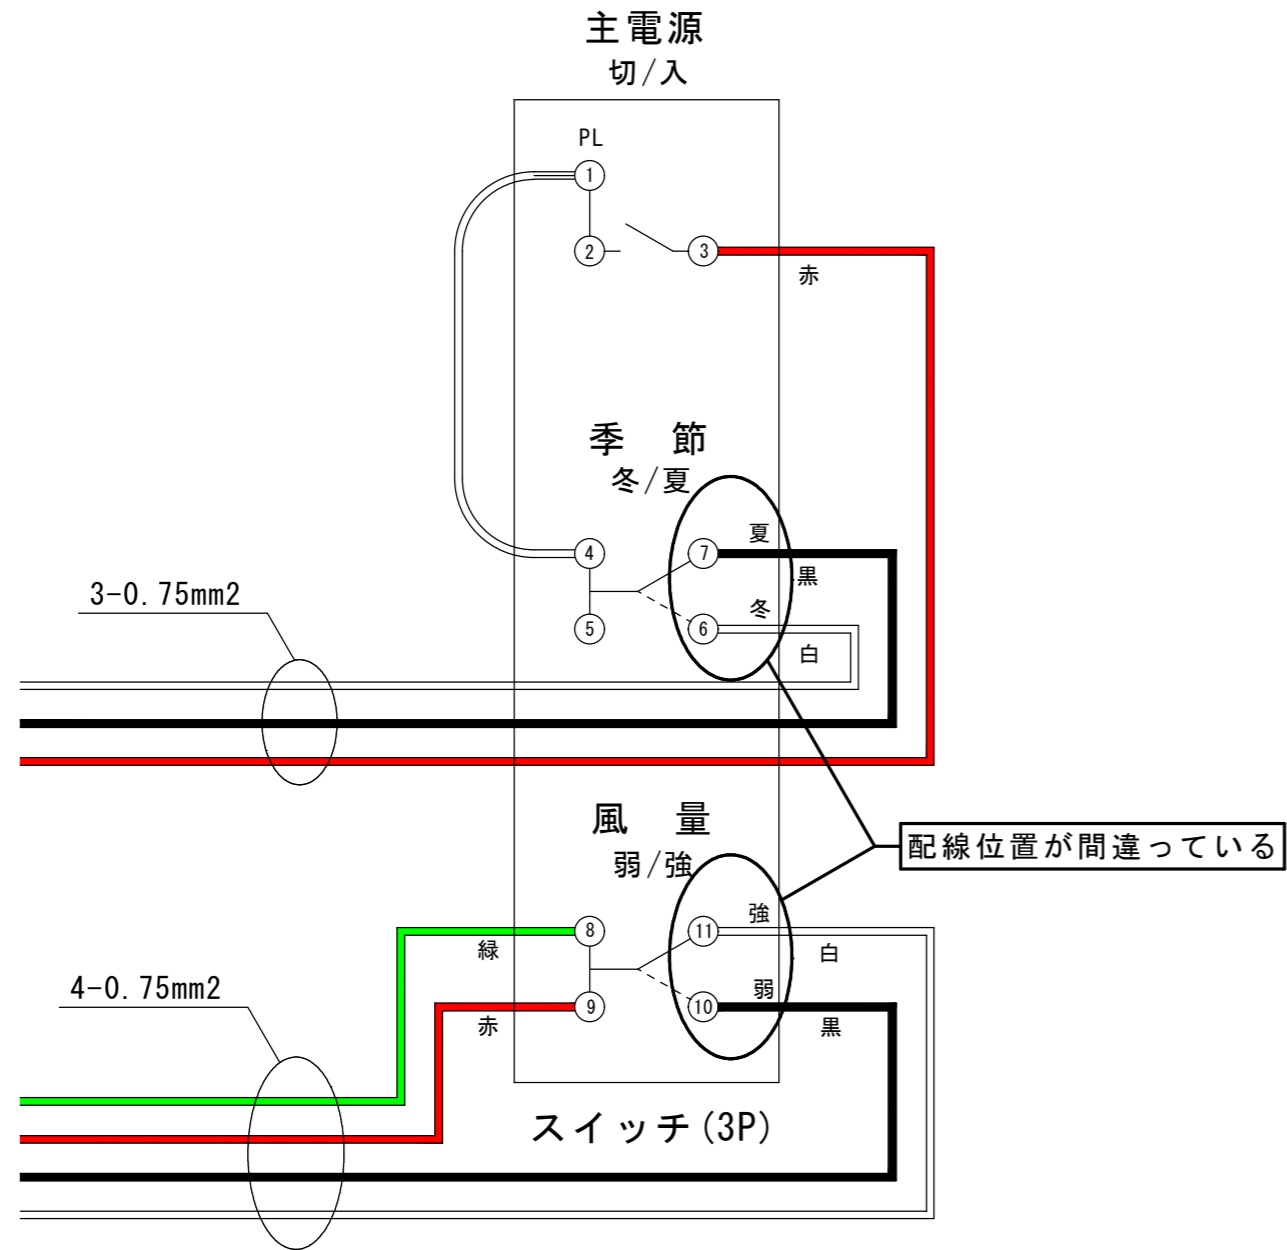 主電源
切/入
PL
1
2
3
赤
季 節
冬/夏
4
7
夏
黒
3-0.75mm2
5
6
冬
白
風 量
弱/強
配線位置が間違っている
8
緑
11
強
白
4-0.75mm2
9
赤
10
弱
黒
スイッチ(3P)